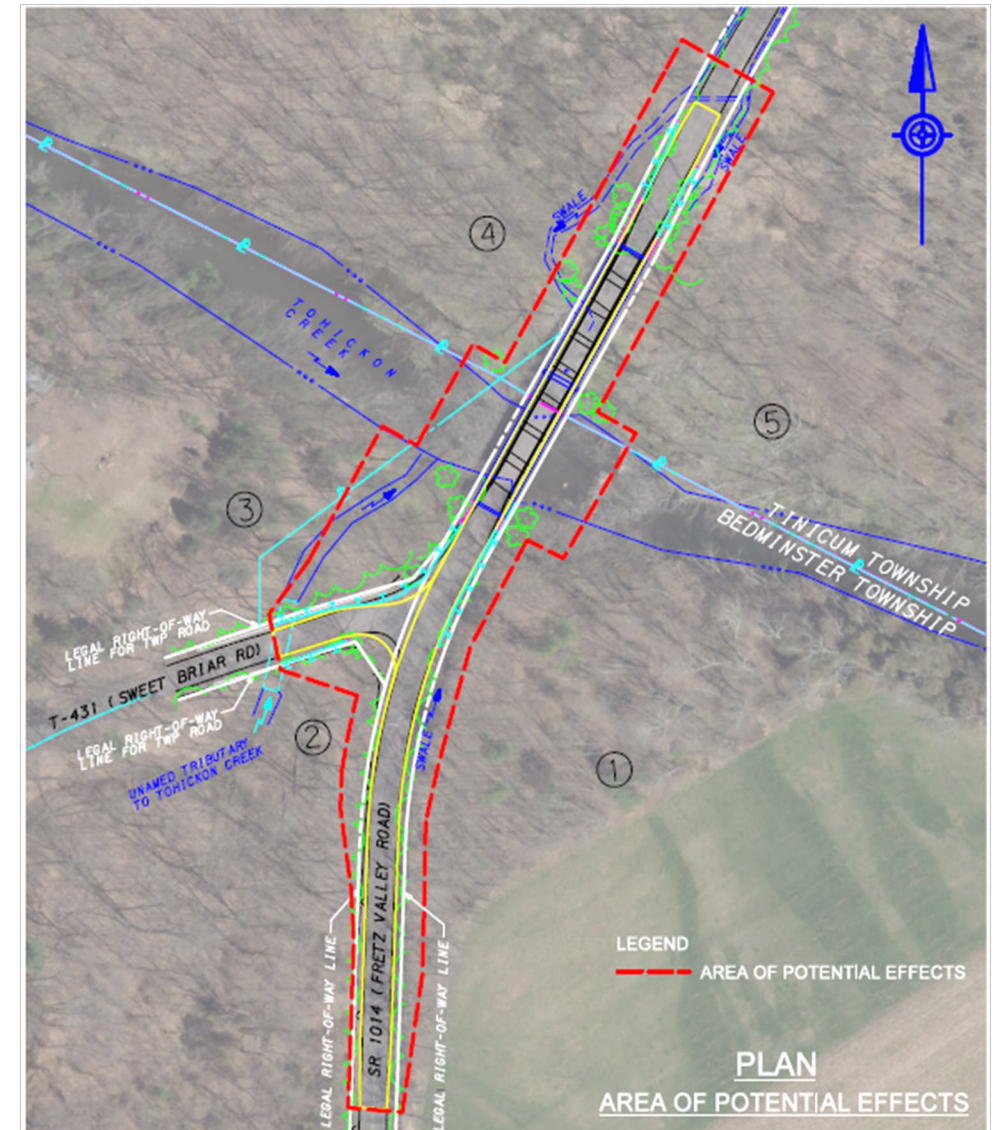 SWALE
SWALE
④
TOHICKON
CREEK
⑤
③
TINICUM TOWNSHIP
BEDMINSTER TOWNSHIP
LEGAL RIGHT-OF-WAY
LINE FOR TWP ROAD
T-431 (SWEET BRIAR RD)
LEGAL RIGHT-OF-WAY
LINE FOR TWP ROAD
②
UNAMED TRIBUTARY
TO TOHICKON CREEK
SWALE
①
SR 1014 (FRETZ VALLEY ROAD)
LEGAL RIGHT-OF-WAY LINE
LEGAL RIGHT-OF-WAY LINE
LEGEND
AREA OF POTENTIAL EFFECTS
PLAN
AREA OF POTENTIAL EFFECTS